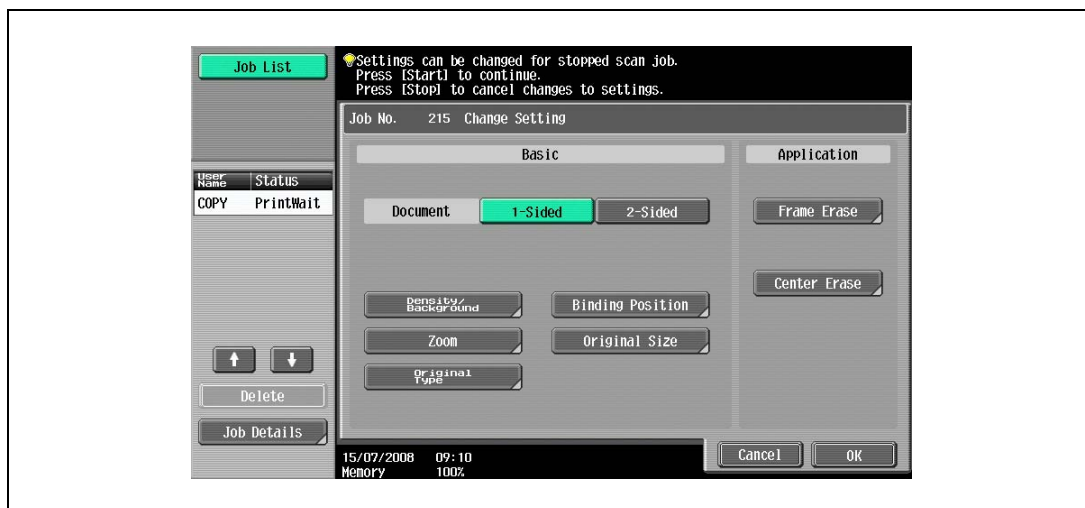 Job List
Settings can be changed for stopped scan job.
Press [Start] to continue.
Press [Stop] to cancel changes to settings.
Job No. 215 Change Setting
Basic
Application
User Name Status
COPY PrintWait
Document 1-Sided 2-Sided
Frame Erase
Center Erase
Density/
Background
Binding Position
Zoom
Original Size
Original
Type
Delete
Job Details
15/07/2008 09:10
Memory 100%
Cancel OK